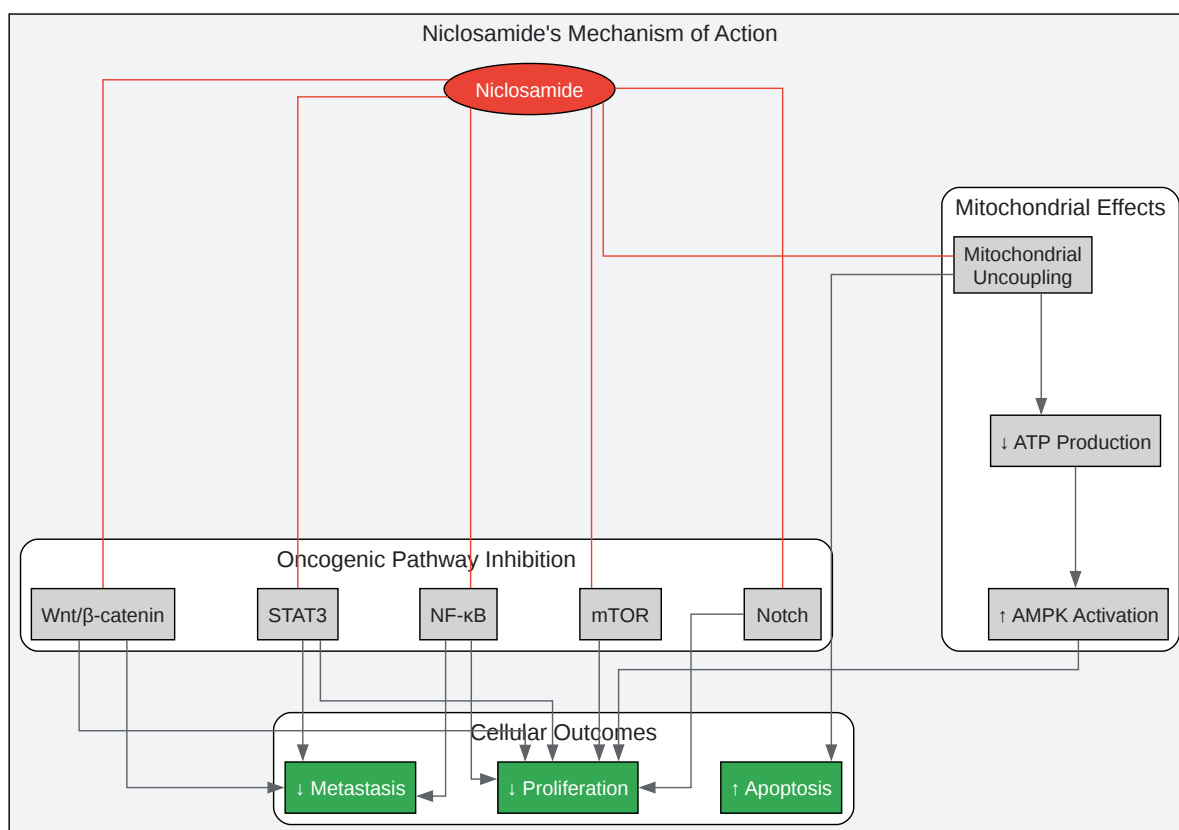 Niclosamide's Mechanism of Action
Niclosamide
Mitochondrial Effects
Mitochondrial
Uncoupling
↓ ATP Production
↑ AMPK Activation
Oncogenic Pathway Inhibition
Wnt/β-catenin
STAT3
NF-κB
mTOR
Notch
Cellular Outcomes
↓ Metastasis
↓ Proliferation
↑ Apoptosis